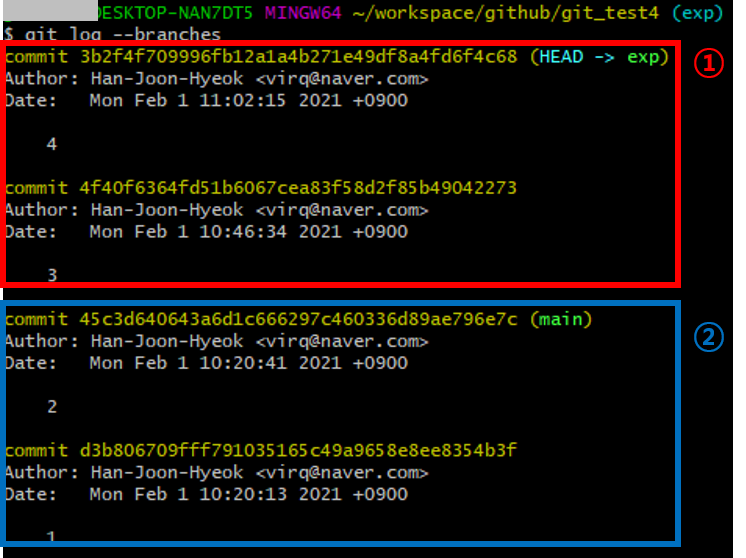 DESKTOP-NAN7DT5 MINGW64 ~/workspace/github/git_test4 (exp)
$ git log --branches
commit 3b2f4f709996fb12a1a4b271e49df8a4fd6f4c68 (HEAD -> exp)
①
Author: Han-Joon-Hyeok <virq@naver.com>
Date:   Mon Feb 1 11:02:15 2021 +0900
4
commit 4f40f6364fd51b6067cea83f58d2f85b49042273
Author: Han-Joon-Hyeok <virq@naver.com>
Date:   Mon Feb 1 10:46:34 2021 +0900
3
commit 45c3d640643a6d1c666297c460336d89ae796e7c (main)
②
Author: Han-Joon-Hyeok <virq@naver.com>
Date:   Mon Feb 1 10:20:41 2021 +0900
2
commit d3b806709fff791035165c49a9658e8ee8354b3f
Author: Han-Joon-Hyeok <virq@naver.com>
Date:   Mon Feb 1 10:20:13 2021 +0900
1